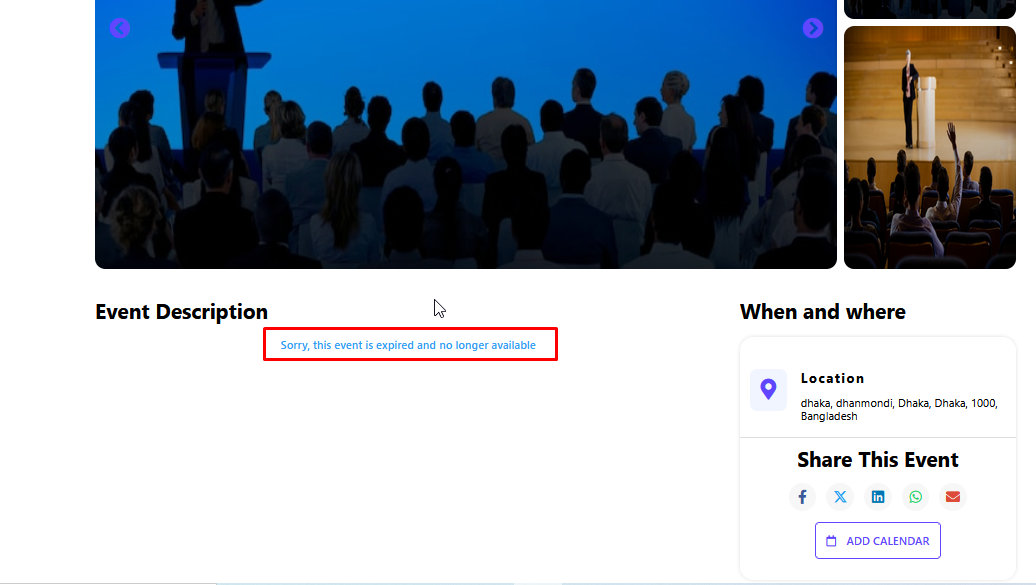 Event Description
Sorry, this event is expired and no longer available
When and where
Location
dhaka, dhanmondi, Dhaka, Dhaka, 1000,
Bangladesh
Share This Event
ADD CALENDAR